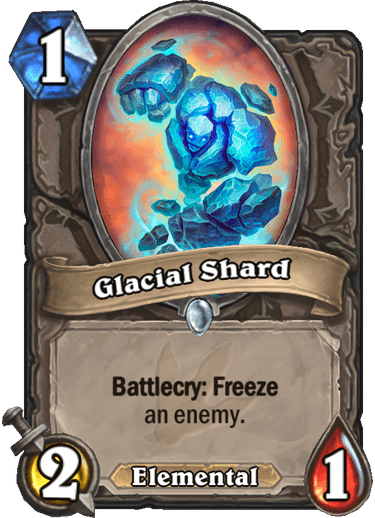 1
Glacial Shard
Battlecry: Freeze
an enemy.
2
Elemental
1